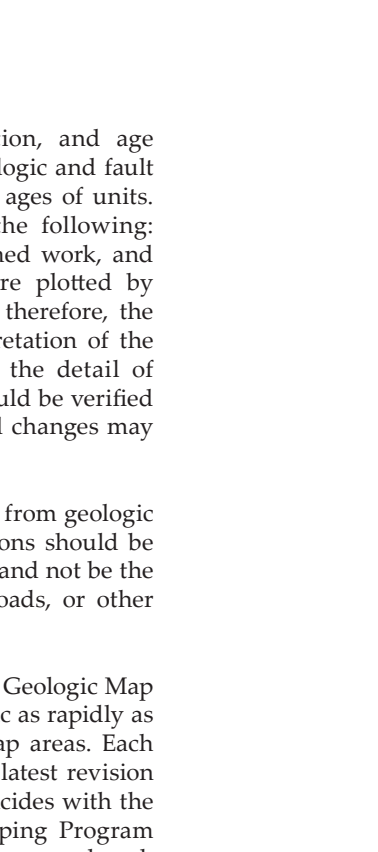 ion, and age
logic and fault
ages of units.
the following:
ned work, and
re plotted by
therefore, the
retation of the
the detail of
uld be verified
l changes may
from geologic
ons should be
and not be the
oads, or other
Geologic Map
c as rapidly as
ap areas. Each
latest revision
cides with the
ping Program